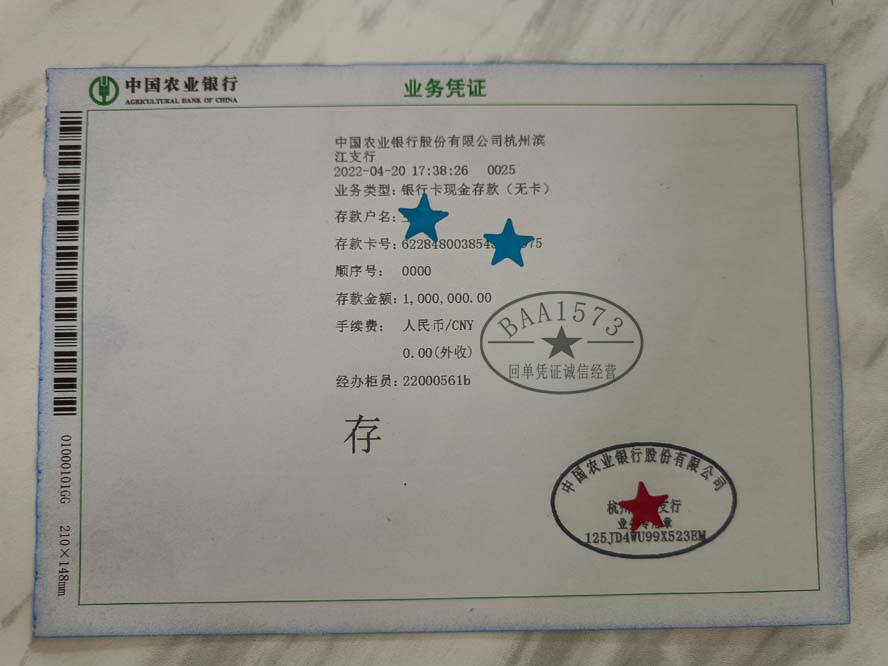 中国农业银行
AGRICULTURAL BANK OF CHINA
业务凭证
中国农业银行股份有限公司杭州滨
江支行
2022-04-20 17:38:26 0025
业务类型: 银行卡现金存款（无卡）
存款户名:
存款卡号:
顺序号: 0000
存款金额: 1,000,000.00
手续费: 人民币/CNY
0.00(外收)
经办柜员: 22000561b
存
BAA1573
回单凭证诚信经营
中国农业银行股份有限公司
支行
125JD4WU99X523EM
010001016G 210×148mm